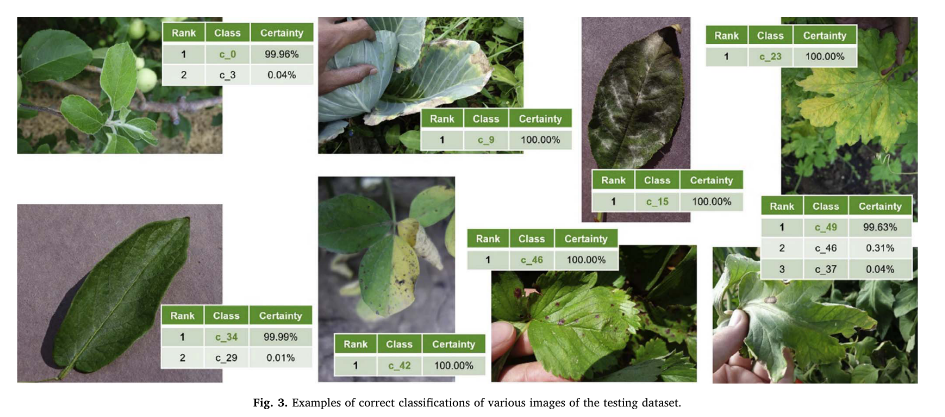 Rank Class Certainty
1 c_0 99.96%
2 c_3 0.04%
Rank Class Certainty
1 c_9 100.00%
Rank Class Certainty
1 c_15 100.00%
Rank Class Certainty
1 c_23 100.00%
Rank Class Certainty
1 c_34 99.99%
2 c_29 0.01%
Rank Class Certainty
1 c_42 100.00%
Rank Class Certainty
1 c_46 100.00%
Rank Class Certainty
1 c_49 99.63%
2 c_46 0.31%
3 c_37 0.04%
Fig. 3. Examples of correct classifications of various images of the testing dataset.